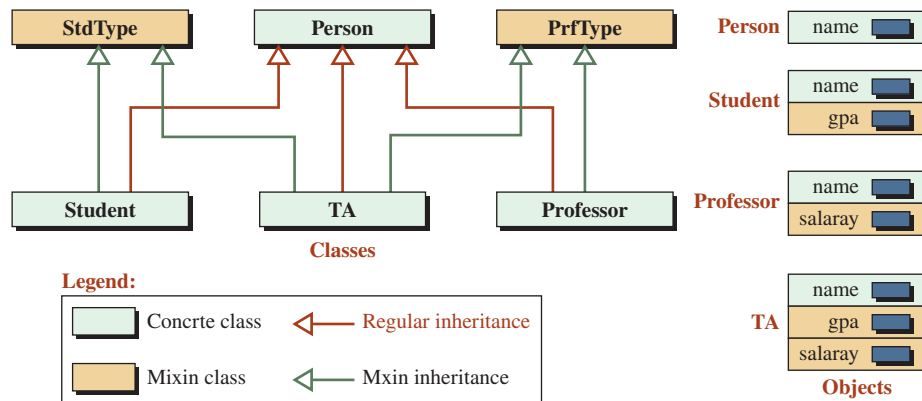 StdType
Person
PrfType
Student
TA
Professor
Classes
Legend:
Concrte class
Regular inheritance
Mixin class
Mxin inheritance
Person
name
Student
name
gpa
Professor
name
salaray
TA
name
gpa
salaray
Objects